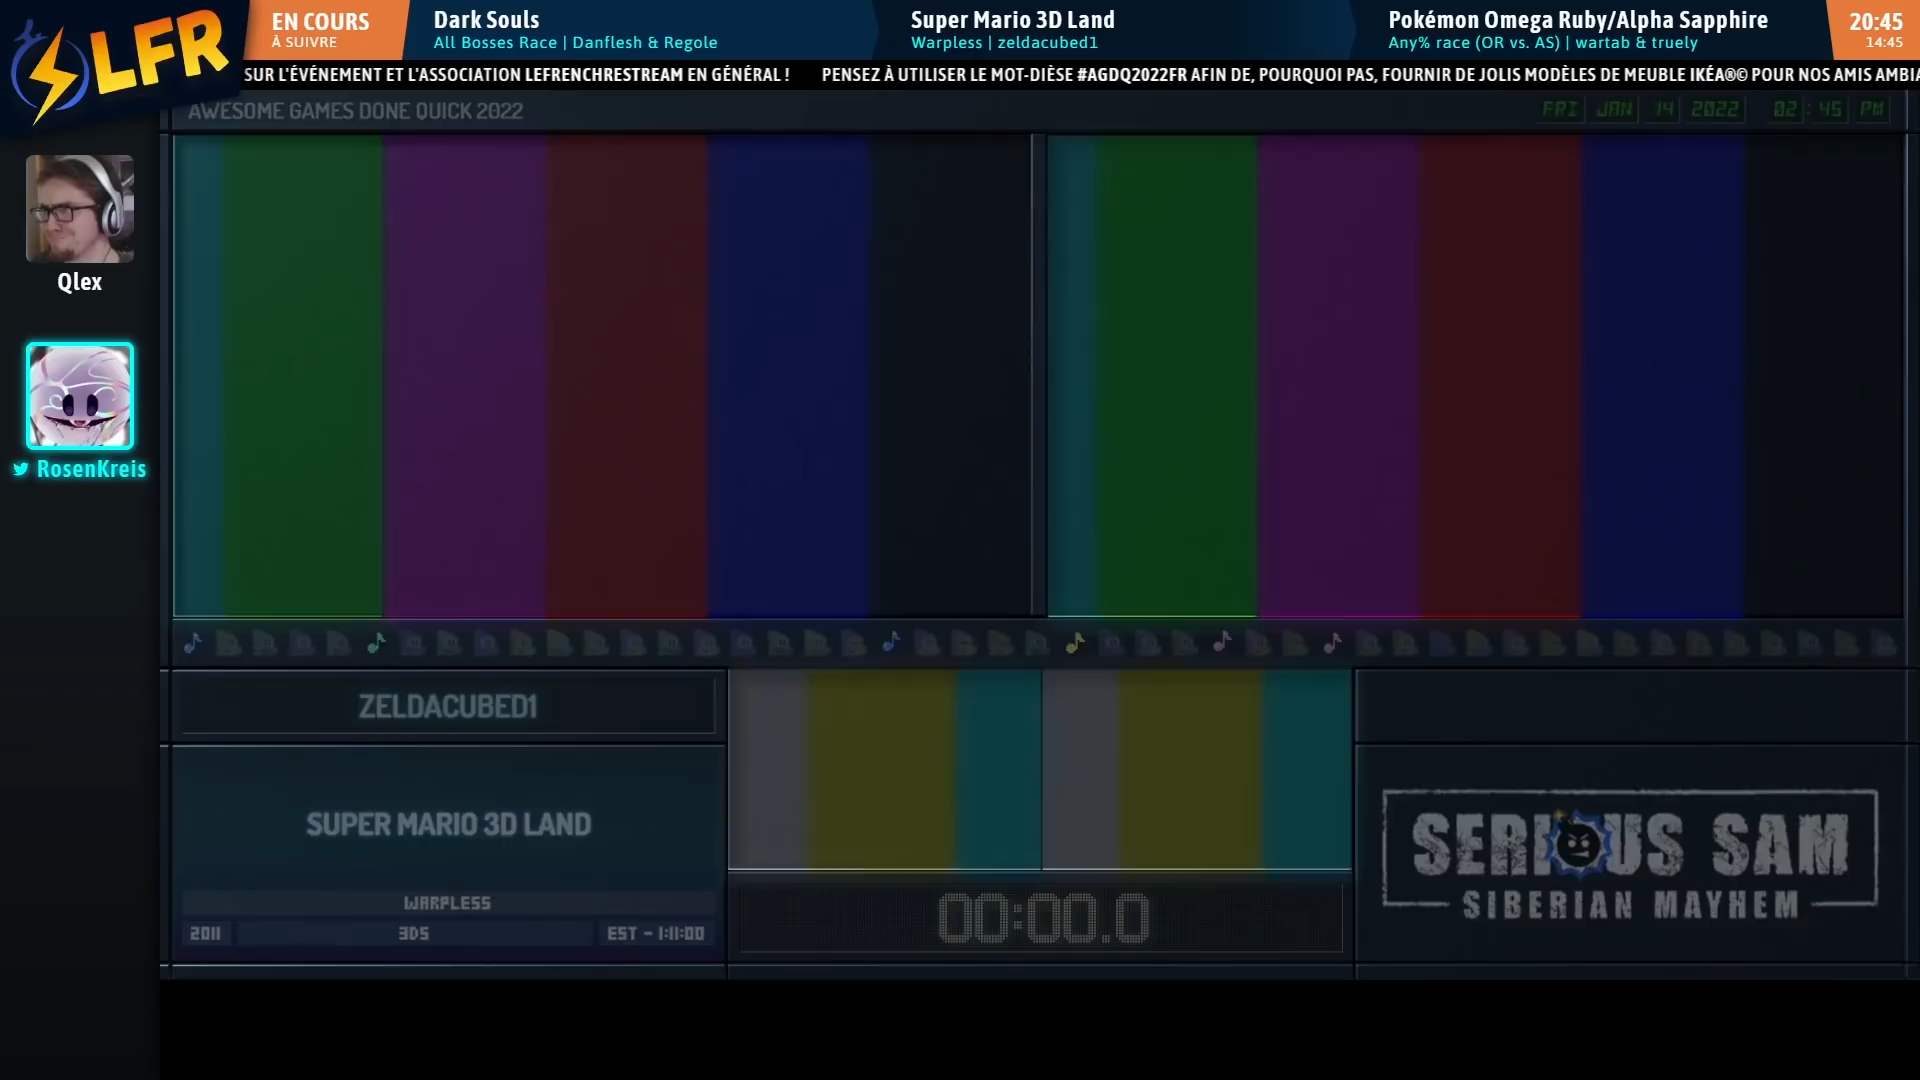 LFR
EN COURS
À SUIVRE
Dark Souls
All Bosses Race | Danflesh & Regole
Super Mario 3D Land
Warpless | zeldacubed1
Pokémon Omega Ruby/Alpha Sapphire
Any% race (OR vs. AS) | wartab & truely
20:45
14:45
SUR L'ÉVÉNEMENT ET L'ASSOCIATION LEFRENCHRESTREAM EN GÉNÉRAL ! PENSEZ À UTILISER LE MOT-DIÈSE #AGDQ2022FR AFIN DE, POURQUOI PAS, FOURNIR DE JOLIS MODÈLES DE MEUBLE IKÉA®© POUR NOS AMIS AMBIA
AWESOME GAMES DONE QUICK 2022
FRI JAN 14 2022 02:45 PM
Qlex
RosenKreis
ZELDACUBED1
SUPER MARIO 3D LAND
WARPLESS
2011 3DS EST - 1:11:00
00:00.0
SERIOUS SAM
SIBERIAN MAYHEM